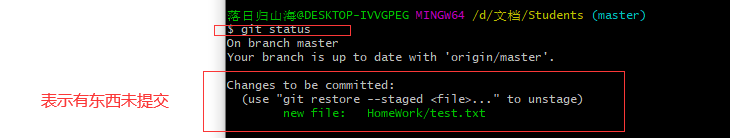 落日归山海@DESKTOP-IVVGPEG MINGW64 /d/文档/Students (master)
$ git status
On branch master
Your branch is up to date with 'origin/master'.
Changes to be committed:
(use "git restore --staged <file>..." to unstage)
new file:   HomeWork/test.txt
表示有东西未提交